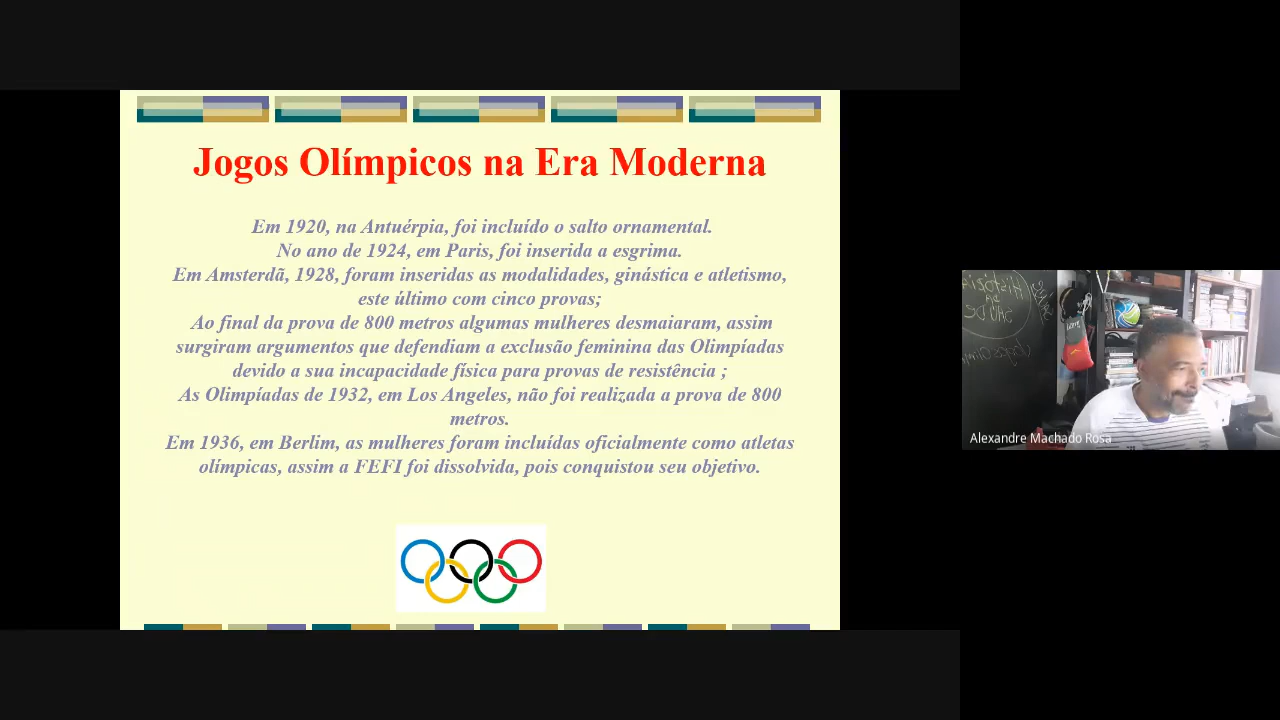 Jogos Olímpicos na Era Moderna
Em 1920, na Antuérpia, foi incluído o salto ornamental.
No ano de 1924, em Paris, foi inserida a esgrima.
Em Amsterdã, 1928, foram inseridas as modalidades, ginástica e atletismo,
este último com cinco provas;
Ao final da prova de 800 metros algumas mulheres desmaiaram, assim
surgiram argumentos que defendiam a exclusão feminina das Olimpíadas
devido a sua incapacidade física para provas de resistência ;
As Olimpíadas de 1932, em Los Angeles, não foi realizada a prova de 800
metros.
Em 1936, em Berlim, as mulheres foram incluídas oficialmente como atletas
olímpicas, assim a FEFI foi dissolvida, pois conquistou seu objetivo.
Alexandre Machado Rosa